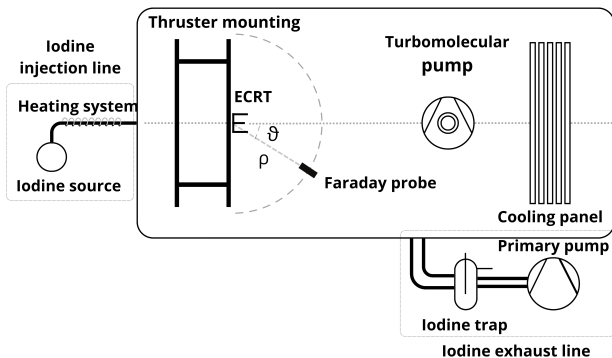 Thruster mounting
Iodine
injection line
Turbomolecular
pump
Heating system
ECRT
ϑ
ρ
Iodine source
Faraday probe
Cooling panel
Primary pump
Iodine trap
Iodine exhaust line